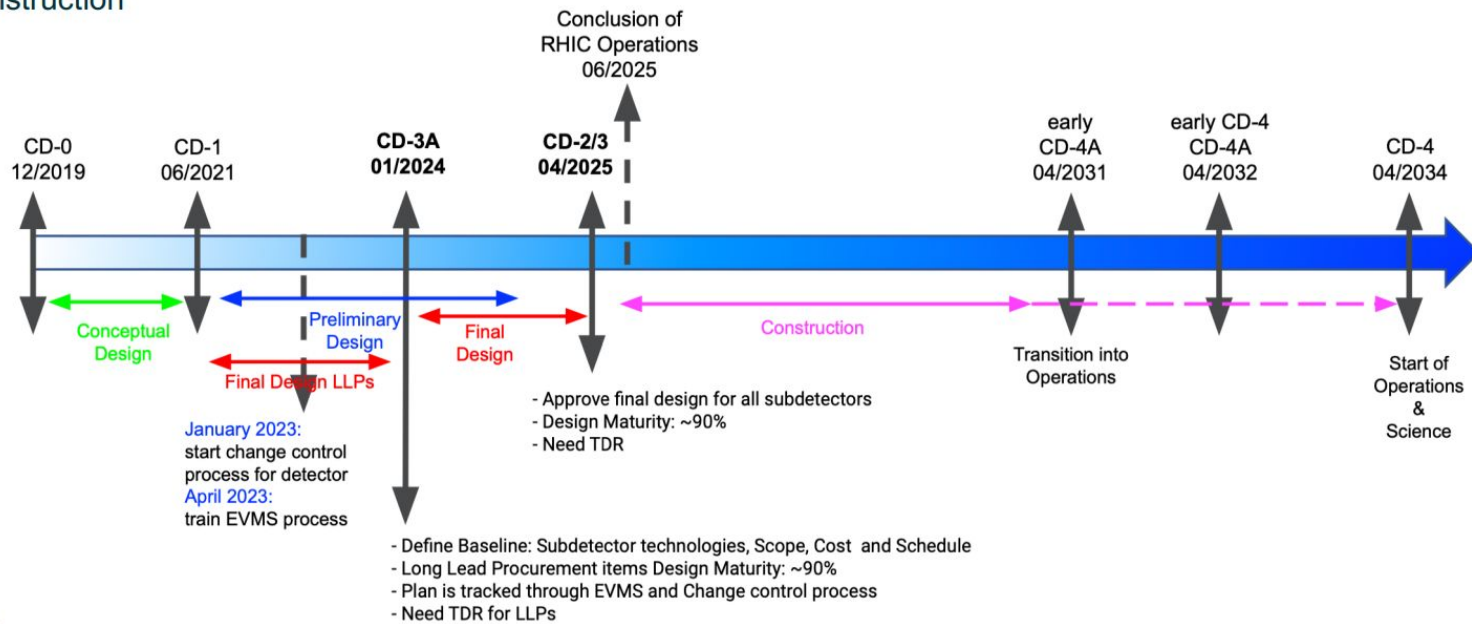 Conclusion of
RHIC Operations
06/2025
CD-0
12/2019
CD-1
06/2021
CD-3A
01/2024
CD-2/3
04/2025
early
CD-4A
04/2031
early CD-4
CD-4A
04/2032
CD-4
04/2034
Conceptual
Design
Preliminary
Design
Final
Design
Construction
Final Design LLPs
Transition into
Operations
Start of
Operations
&
Science
- Approve final design for all subdetectors
- Design Maturity: ~90%
- Need TDR
January 2023:
start change control
process for detector
April 2023:
train EVMS process
- Define Baseline: Subdetector technologies, Scope, Cost and Schedule
- Long Lead Procurement items Design Maturity: ~90%
- Plan is tracked through EVMS and Change control process
- Need TDR for LLPs